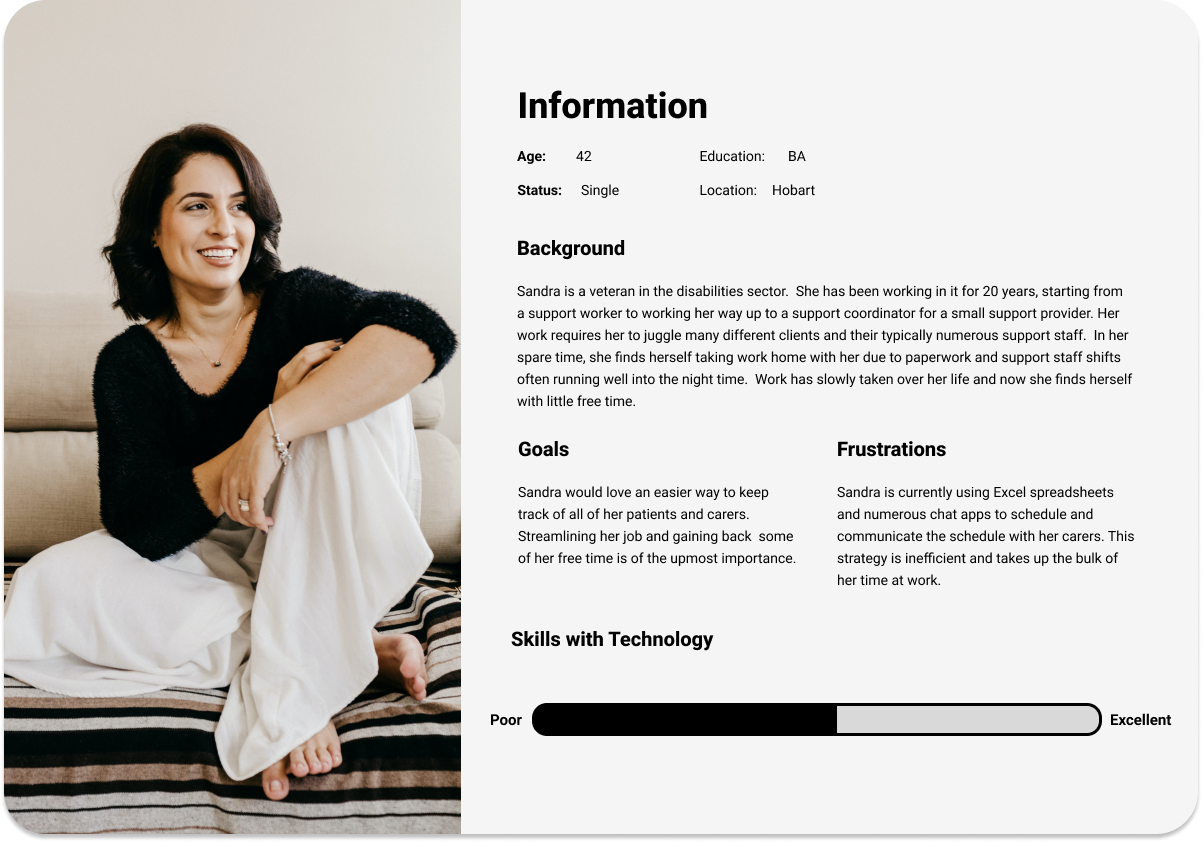 Information
Age: 42 Education: BA
Status: Single Location: Hobart
Background
Sandra is a veteran in the disabilities sector.  She has been working in it for 20 years, starting from
a support worker to working her way up to a support coordinator for a small support provider. Her
work requires her to juggle many different clients and their typically numerous support staff.  In her
spare time, she finds herself taking work home with her due to paperwork and support staff shifts
often running well into the night time.  Work has slowly taken over her life and now she finds herself
with little free time.
Goals
Sandra would love an easier way to keep
track of all of her patients and carers.
Streamlining her job and gaining back  some
of her free time is of the upmost importance.
Frustrations
Sandra is currently using Excel spreadsheets
and numerous chat apps to schedule and
communicate the schedule with her carers. This
strategy is inefficient and takes up the bulk of
her time at work.
Skills with Technology
Poor Excellent